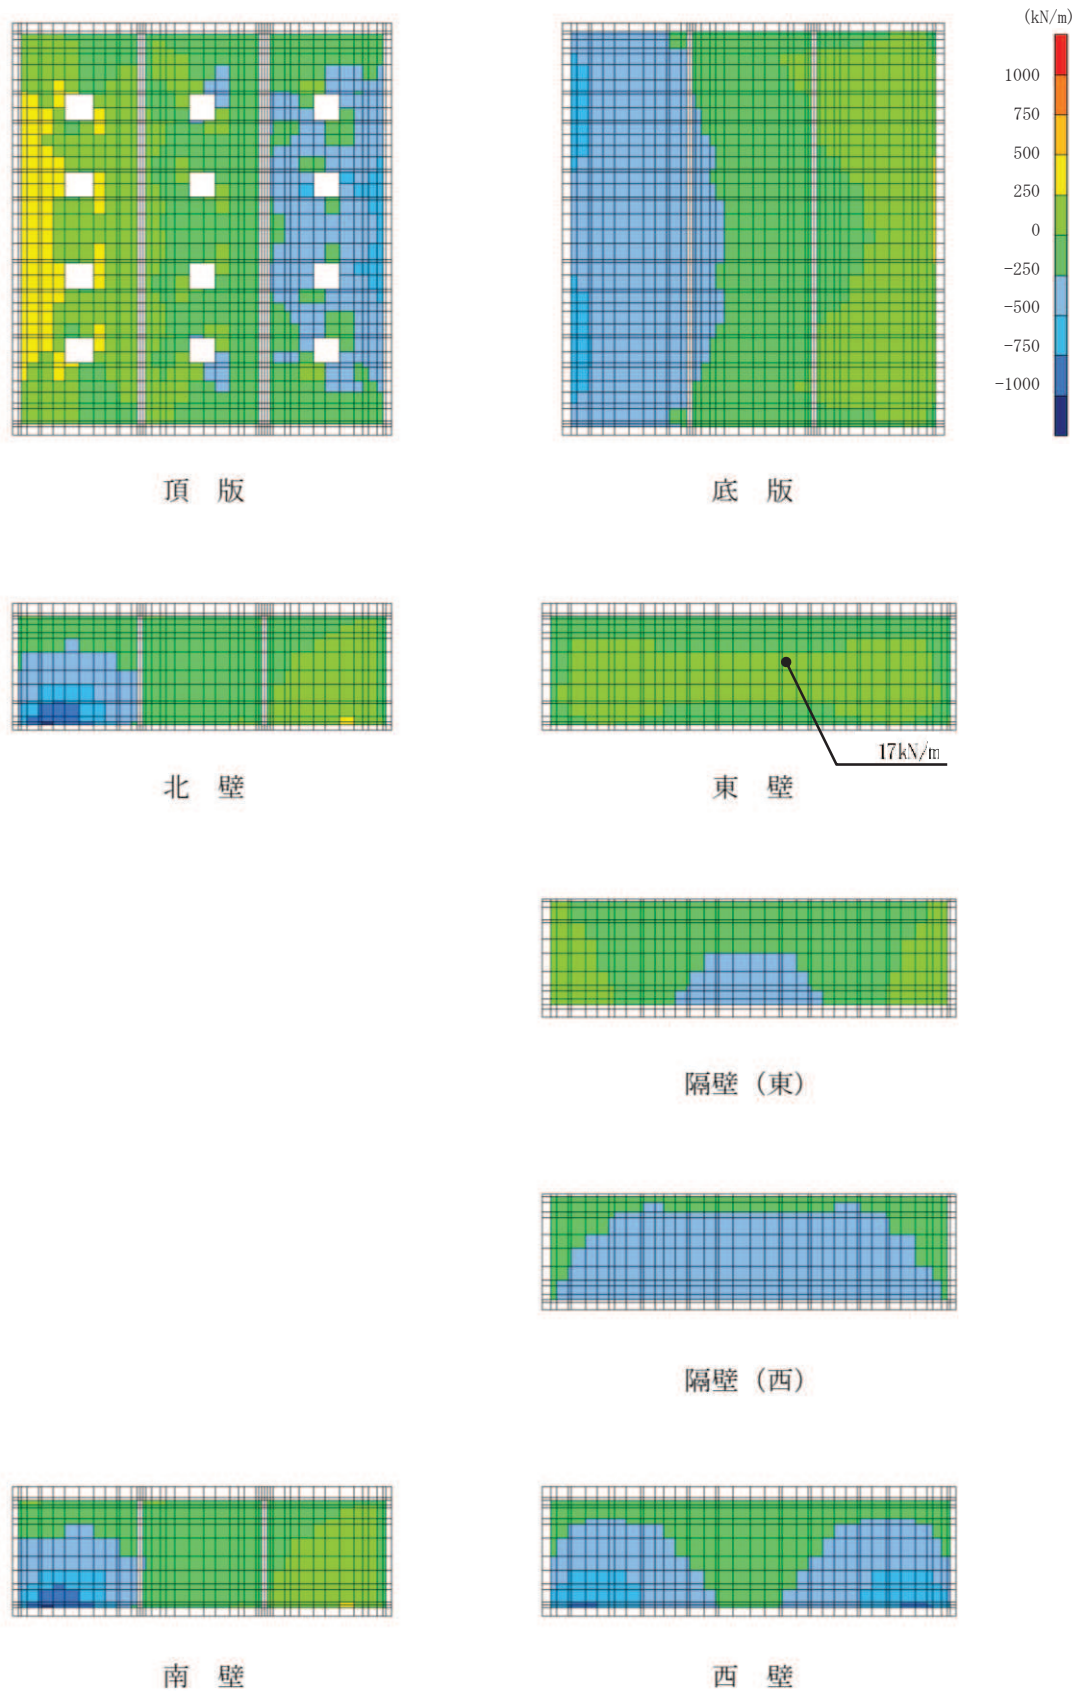 (kN/m)
1000
750
500
250
0
-250
-500
-750
-1000
頂 版
底 版
北 壁
17kN/m
東 壁
隔壁（東）
隔壁（西）
南 壁
西 壁